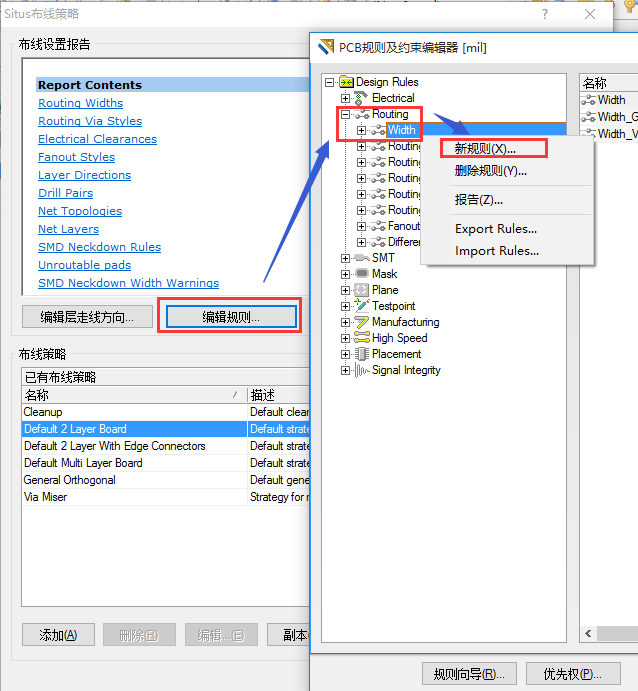 Situs布线策略
布线设置报告
Report Contents
Routing Widths
Routing Via Styles
Electrical Clearances
Fanout Styles
Layer Directions
Drill Pairs
Net Topologies
Net Layers
SMD Neckdown Rules
Unroutable pads
SMD Neckdown Width Warnings
编辑层走线方向...
编辑规则...
布线策略
已有布线策略
名称 描述
Cleanup Default clean
Default 2 Layer Board Default strate
Default 2 Layer With Edge Connectors Default strate
Default Multi Layer Board Default strate
General Orthogonal Default gene
Via Miser Strategy for r
添加(A)
删除(R)
编辑...(E)
副本
PCB规则及约束编辑器 [mil]
Design Rules
Electrical
Routing
Width
Routing
Routing
Routing
Routing
Routing
Fanout
Differe
SMT
Mask
Plane
Testpoint
Manufacturing
High Speed
Placement
Signal Integrity
新规则(X)...
删除规则(Y)...
报告(Z)...
Export Rules...
Import Rules...
名称
Width
Width_G
Width_V
规则向导(R)...
优先权(P)...